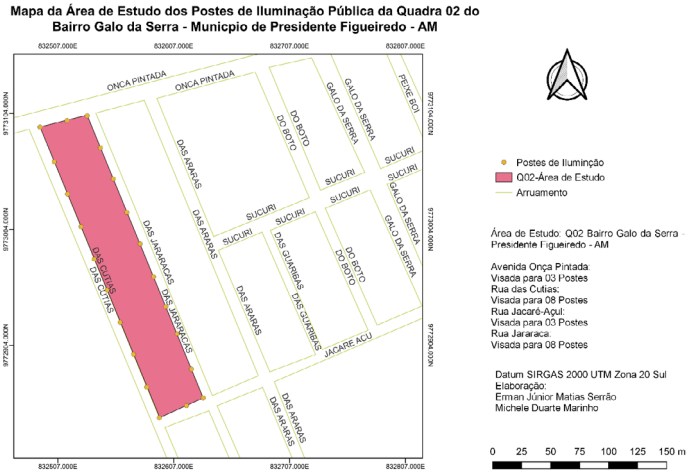 Mapa da Área de Estudo dos Postes de Iluminação Pública da Quadra 02 do
Bairro Galo da Serra - Municpio de Presidente Figueiredo - AM
832507.000E 832607.000E 832707.000E 832807.000E
9773104.000N
9773004.000N
9772904.000N
9773104.000N
9773004.000N
9772904.000N
ONCA PINTADA
ONCA PINTADA
PEIXE BOI
GALO DA SERRA
GALO DA SERRA
DO BOTO
DO BOTO
DAS ARARAS
SUCURI
SUCURI
SUCURI
SUCURI
GALO DA SERRA
GALO DA SERRA
DAS JARARACAS
DAS ARARAS
DAS GUARIBAS
DO BOTO
DO BOTO
DAS CUTIAS
DAS CUTIAS
DAS JARARACAS
DAS ARARAS
DAS GUARIBAS
JACARE ACU
DAS ARARAS
DAS ARARAS
832507.000E 832607.000E 832707.000E 832807.000E
Postes de Iluminção
Q02-Área de Estudo
Arruamento
Área de Estudo: Q02 Bairro Galo da Serra -
Presidente Figueiredo - AM
Avenida Onça Pintada:
Visada para 03 Postes
Rua das Cutias:
Visada para 08 Postes
Rua Jacaré-Açul:
Visada para 03 Postes
Rua Jararaca:
Visada para 08 Postes
Datum SIRGAS 2000 UTM Zona 20 Sul
Elaboração:
Erman Júnior Matias Serrão
Michele Duarte Marinho
0 25 50 75 100 125 150 m